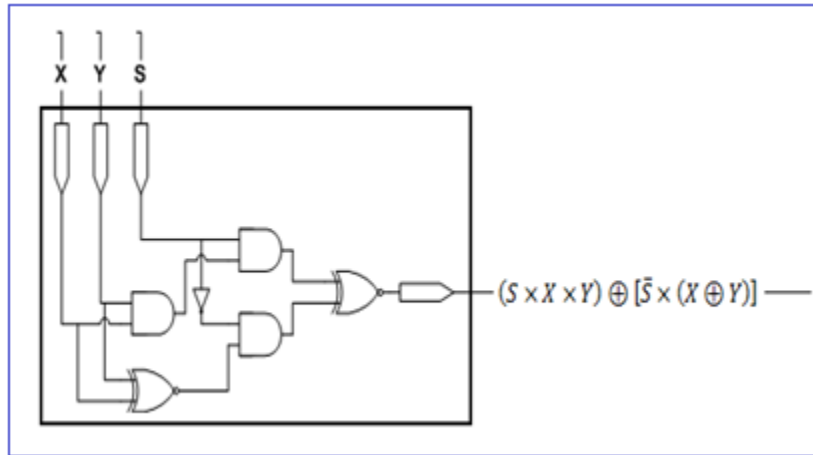 X Y S
(S × X × Y) ⊕ [S̄ × (X ⊕ Y)]